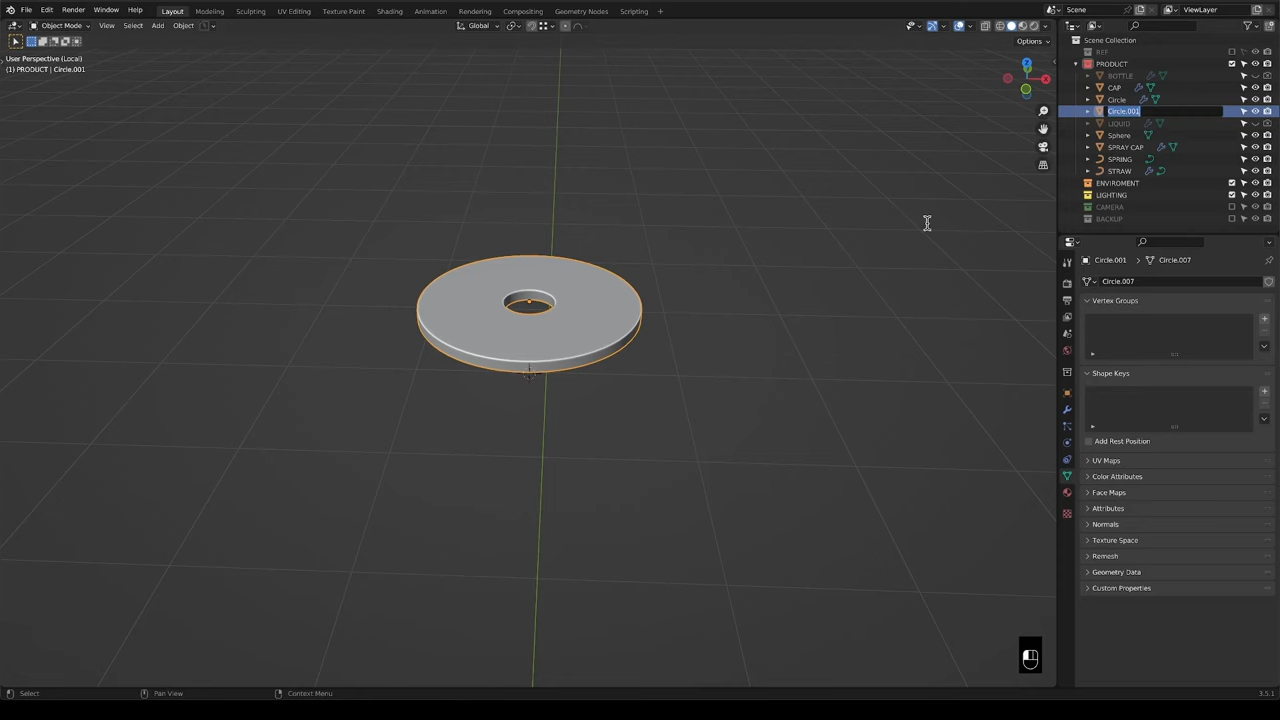 File Edit Render Window Help Layout Modeling Sculpting UV Editing Texture Paint Shading Animation Rendering Compositing Geometry Nodes Scripting + Scene ViewLayer
Object Mode View Select Add Object Global
Options
User Perspective (Local)
(1) PRODUCT | Circle.001
Scene Collection
REF
PRODUCT
BOTTLE
CAP
Circle
Circle.001
LIQUID
Sphere
SPRAY CAP
SPRING
STRAW
ENVIROMENT
LIGHTING
CAMERA
BACKUP
Circle.001 > Circle.007
Circle.007
Vertex Groups
Shape Keys
Add Rest Position
UV Maps
Color Attributes
Face Maps
Attributes
Normals
Texture Space
Remesh
Geometry Data
Custom Properties
Select Pan View Context Menu 3.5.1